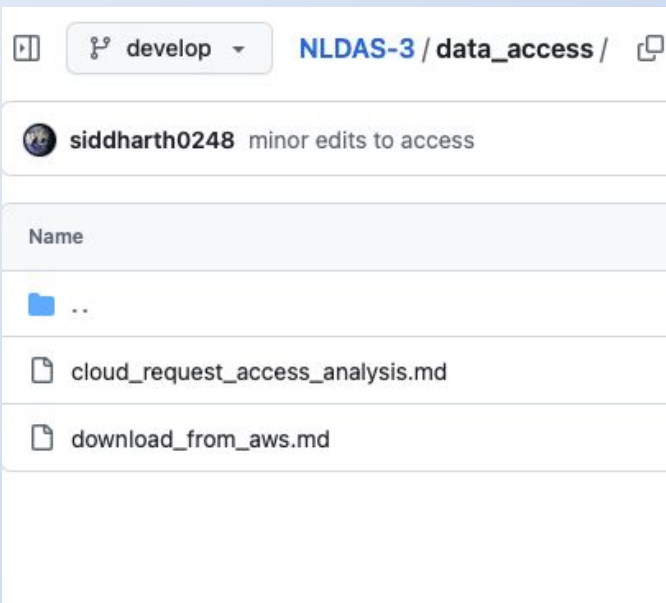 develop NLDAS-3 / data_access /
siddharth0248 minor edits to access
Name
..
cloud_request_access_analysis.md
download_from_aws.md